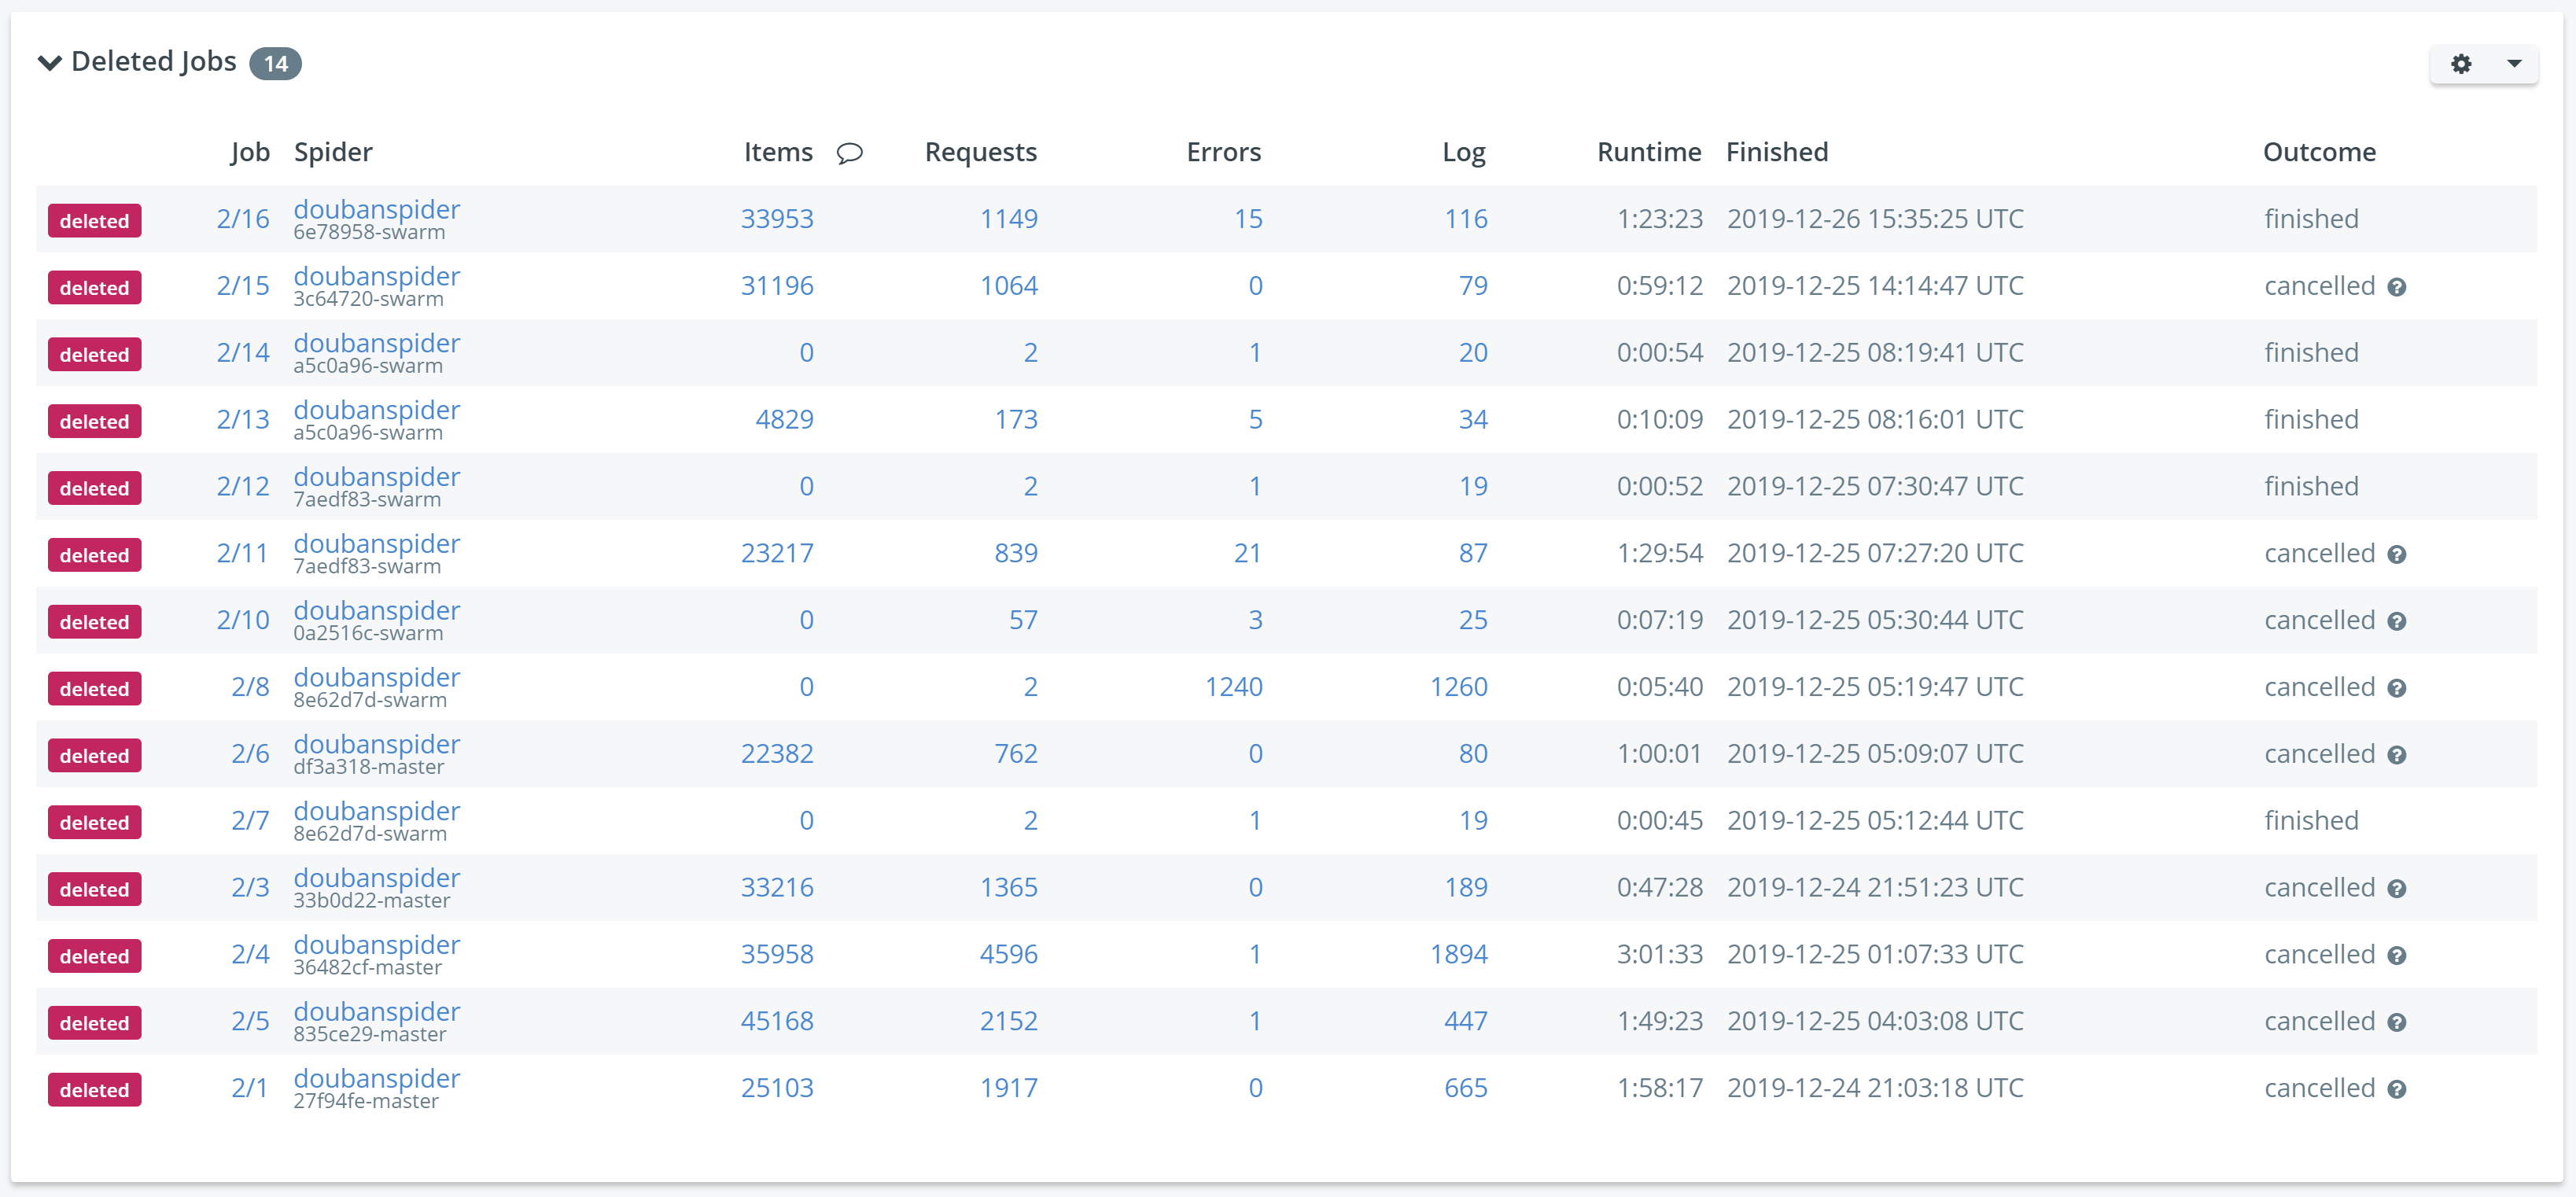 Deleted Jobs 14
Job Spider Items Requests Errors Log Runtime Finished Outcome
deleted 2/16 doubanspider 33953 1149 15 116 1:23:23 2019-12-26 15:35:25 UTC finished
6e78958-swarm
deleted 2/15 doubanspider 31196 1064 0 79 0:59:12 2019-12-25 14:14:47 UTC cancelled ?
3c64720-swarm
deleted 2/14 doubanspider 0 2 1 20 0:00:54 2019-12-25 08:19:41 UTC finished
a5c0a96-swarm
deleted 2/13 doubanspider 4829 173 5 34 0:10:09 2019-12-25 08:16:01 UTC finished
a5c0a96-swarm
deleted 2/12 doubanspider 0 2 1 19 0:00:52 2019-12-25 07:30:47 UTC finished
7aedf83-swarm
deleted 2/11 doubanspider 23217 839 21 87 1:29:54 2019-12-25 07:27:20 UTC cancelled ?
7aedf83-swarm
deleted 2/10 doubanspider 0 57 3 25 0:07:19 2019-12-25 05:30:44 UTC cancelled ?
0a2516c-swarm
deleted 2/8 doubanspider 0 2 1240 1260 0:05:40 2019-12-25 05:19:47 UTC cancelled ?
8e62d7d-swarm
deleted 2/6 doubanspider 22382 762 0 80 1:00:01 2019-12-25 05:09:07 UTC cancelled ?
df3a318-master
deleted 2/7 doubanspider 0 2 1 19 0:00:45 2019-12-25 05:12:44 UTC finished
8e62d7d-swarm
deleted 2/3 doubanspider 33216 1365 0 189 0:47:28 2019-12-24 21:51:23 UTC cancelled ?
33b0d22-master
deleted 2/4 doubanspider 35958 4596 1 1894 3:01:33 2019-12-25 01:07:33 UTC cancelled ?
36482cf-master
deleted 2/5 doubanspider 45168 2152 1 447 1:49:23 2019-12-25 04:03:08 UTC cancelled ?
835ce29-master
deleted 2/1 doubanspider 25103 1917 0 665 1:58:17 2019-12-24 21:03:18 UTC cancelled ?
27f94fe-master